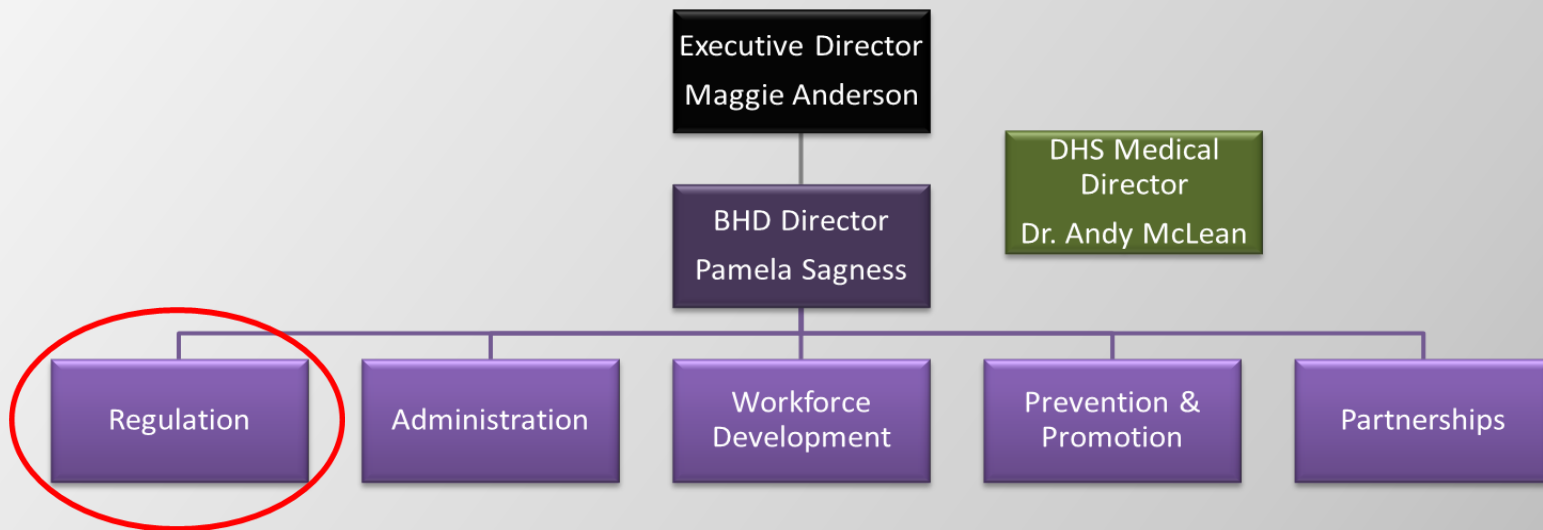 Executive Director
Maggie Anderson
DHS Medical
Director
Dr. Andy McLean
BHD Director
Pamela Sagness
Regulation
Administration
Workforce
Development
Prevention &
Promotion
Partnerships